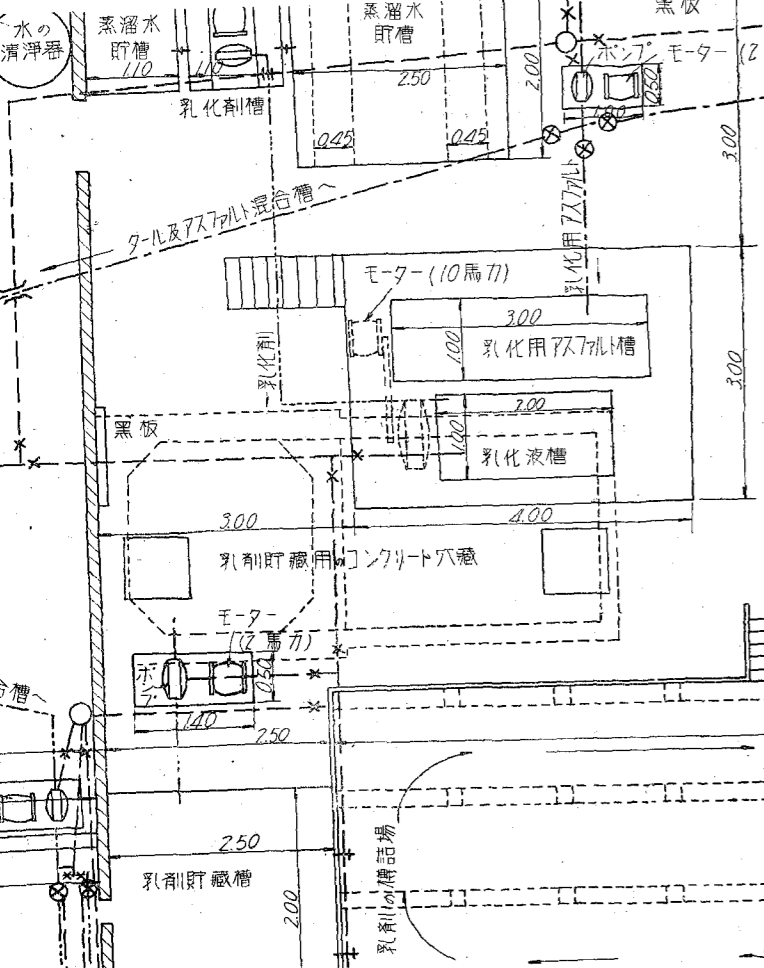 水の
清浄器
蒸溜水
貯槽
110
110
乳化剤槽
蒸溜水
貯槽
2.50
2.00
0.45
0.45
黒板
ポンプ
モーター (2
0.50
3.00
タール及アスファルト混合槽へ
乳化用アスファルト
モーター (10馬力)
3.00
1.00
乳化用アスファルト槽
3.00
乳化剤
黒板
2.00
1.00
乳化液槽
3.00
4.00
乳剤貯蔵用のコンクリート穴蔵
モーター
(2馬力)
0.50
1.40
合槽へ
2.50
2.50
乳剤貯蔵槽
2.00
乳剤の樽詰場